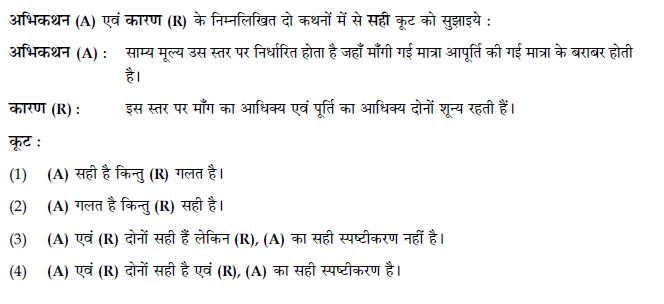 अभिकथन (A) एवं कारण (R) के निम्नलिखित दो कथनों में से सही कूट को सुझाइये :
अभिकथन (A) : साम्य मूल्य उस स्तर पर निर्धारित होता है जहाँ माँगी गई मात्रा आपूर्ति की गई मात्रा के बराबर होती
है।
कारण (R) : इस स्तर पर माँग का आधिक्य एवं पूर्ति का आधिक्य दोनों शून्य रहती हैं।
कूट :
(1) (A) सही है किन्तु (R) गलत है।
(2) (A) गलत है किन्तु (R) सही है।
(3) (A) एवं (R) दोनों सही हैं लेकिन (R), (A) का सही स्पष्टीकरण नहीं है।
(4) (A) एवं (R) दोनों सही है एवं (R), (A) का सही स्पष्टीकरण है।